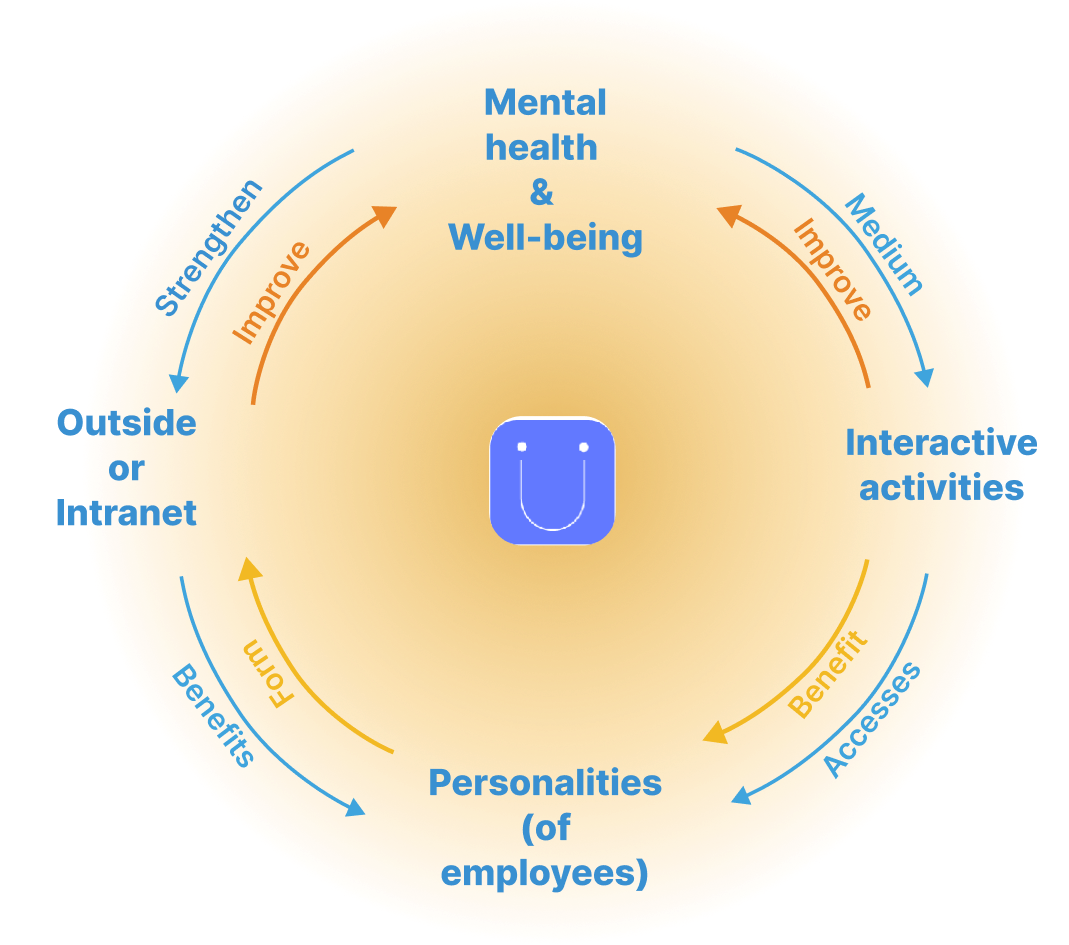 Mental
health
&
Well-being
Strengthen
Improve
Improve
Medium
Outside
or
Intranet
Interactive
activities
Benefits
Form
Benefit
Accesses
Personalities
(of
employees)